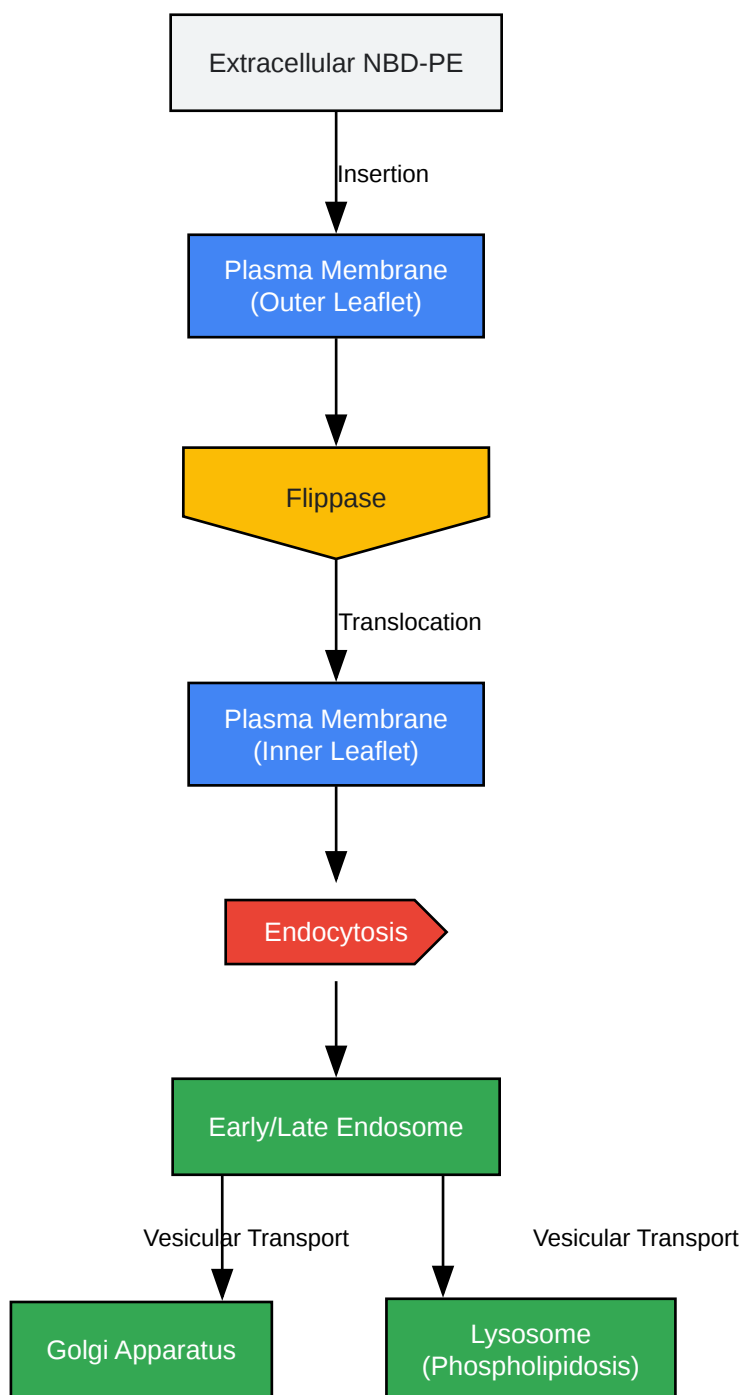 Extracellular NBD-PE
Insertion
Plasma Membrane
(Outer Leaflet)
Flippase
Translocation
Plasma Membrane
(Inner Leaflet)
Endocytosis
Early/Late Endosome
Vesicular Transport
Vesicular Transport
Golgi Apparatus
Lysosome
(Phospholipidosis)